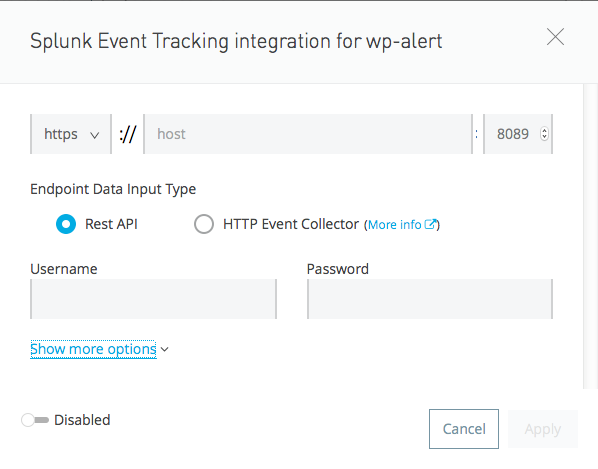 Splunk Event Tracking integration for wp-alert
https :// host : 8089
Endpoint Data Input Type
Rest API HTTP Event Collector (More info)
Username Password
Show more options
Disabled Cancel Apply